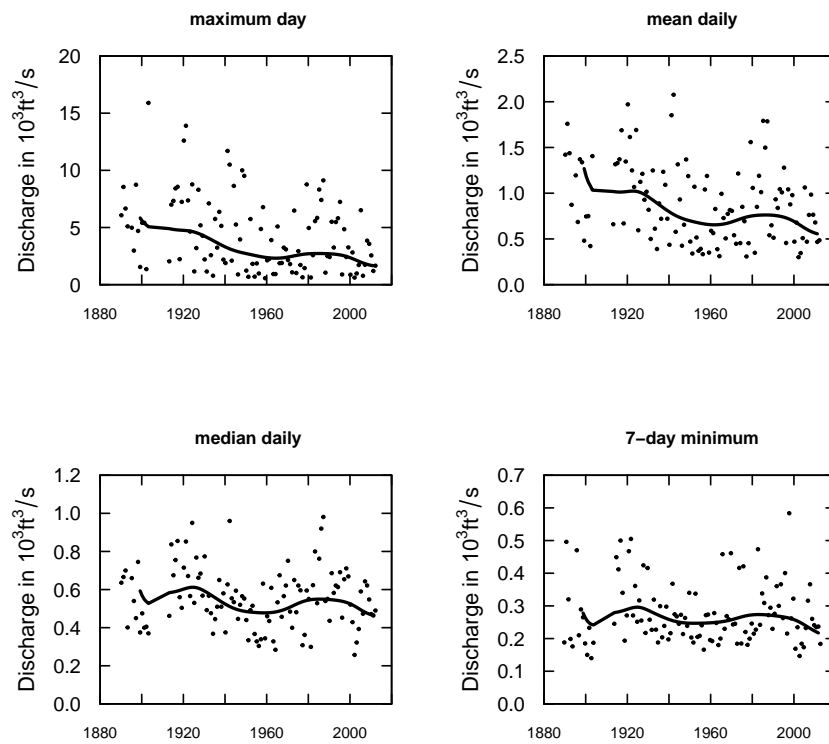 maximum day
Discharge in 10³ft³/s
20
15
10
5
0
1880 1920 1960 2000
mean daily
Discharge in 10³ft³/s
2.5
2.0
1.5
1.0
0.5
0.0
1880 1920 1960 2000
median daily
Discharge in 10³ft³/s
1.2
1.0
0.8
0.6
0.4
0.2
0.0
1880 1920 1960 2000
7−day minimum
Discharge in 10³ft³/s
0.7
0.6
0.5
0.4
0.3
0.2
0.1
0.0
1880 1920 1960 2000